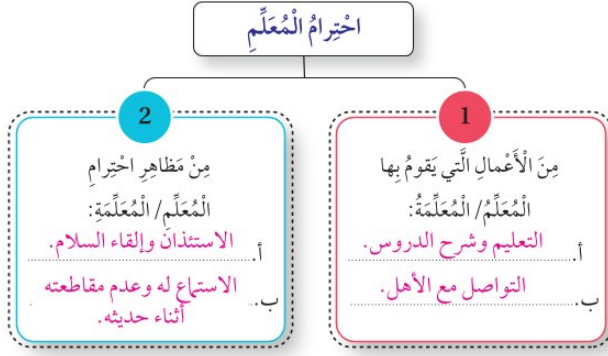 احْتِرامُ الْمُعَلِّمِ
1
مِنَ الْأَعْمالِ الَّتي يَقومُ بِها
الْمُعَلِّمُ/ الْمُعَلِّمَةُ:
أ. التعليم وشرح الدروس.
ب. التواصل مع الأهل.
2
مِنْ مَظاهِرِ احْتِرامِ
الْمُعَلِّمِ/ الْمُعَلِّمَةِ:
أ. الاستئذان وإلقاء السلام.
ب. الاستماع له وعدم مقاطعته
أثناء حديثه.